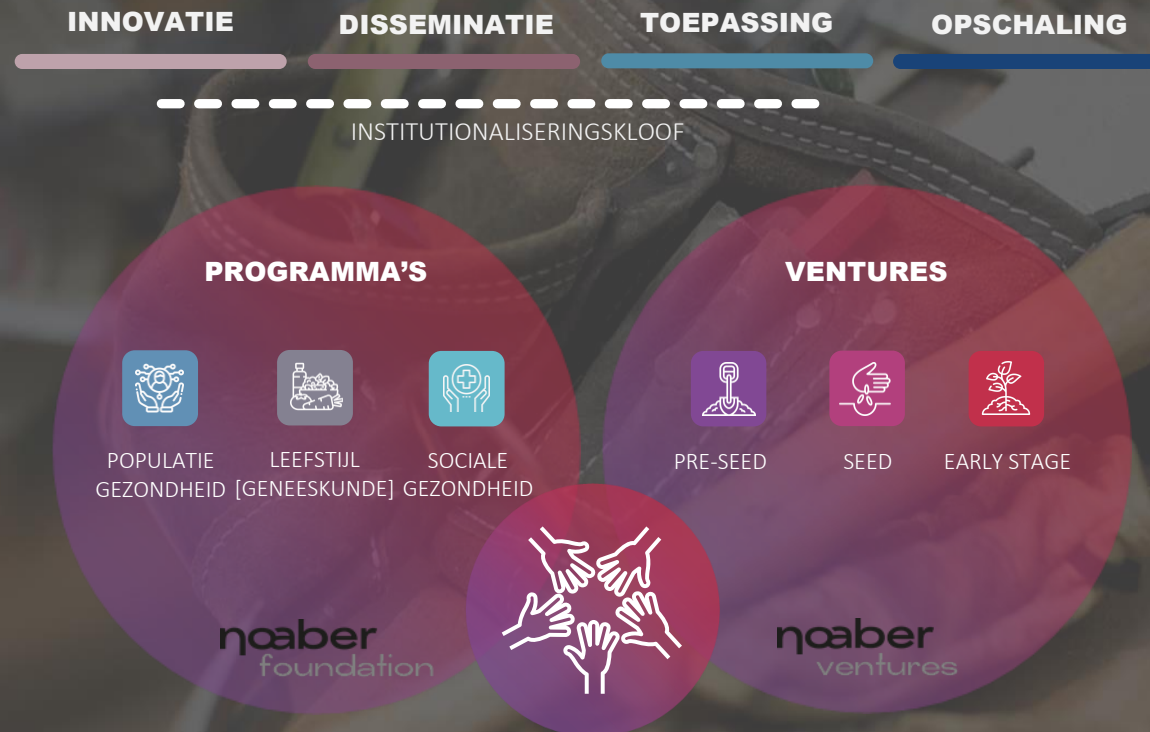 INNOVATIE
DISSEMINATIE
TOEPASSING
OPSCHALING
INSTITUTIONALISERINGSKLOOF
PROGRAMMA’S
POPULATIE
GEZONDHEID
LEEFSTIJL
[GENEESKUNDE]
SOCIALE
GEZONDHEID
noaber
foundation
VENTURES
PRE-SEED
SEED
EARLY STAGE
noaber
ventures